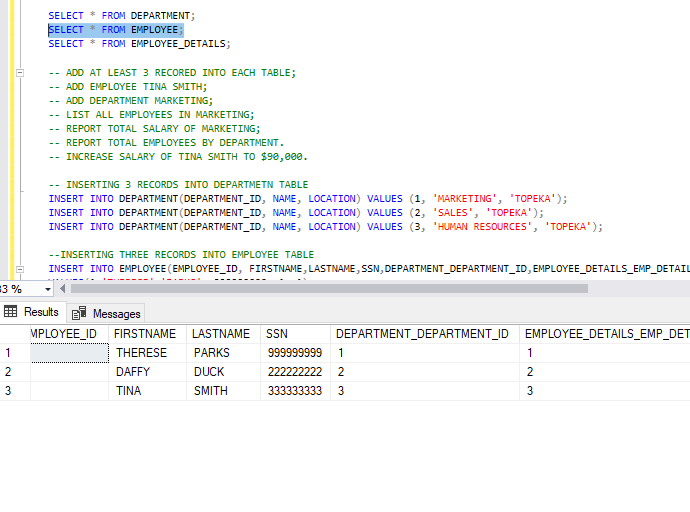 SELECT * FROM DEPARTMENT;
SELECT * FROM EMPLOYEE;
SELECT * FROM EMPLOYEE_DETAILS;
-- ADD AT LEAST 3 RECORED INTO EACH TABLE;
-- ADD EMPLOYEE TINA SMITH;
-- ADD DEPARTMENT MARKETING;
-- LIST ALL EMPLOYEES IN MARKETING;
-- REPORT TOTAL SALARY OF MARKETING;
-- REPORT TOTAL EMPLOYEES BY DEPARTMENT.
-- INCREASE SALARY OF TINA SMITH TO $90,000.
-- INSERTING 3 RECORDS INTO DEPARTMETN TABLE
INSERT INTO DEPARTMENT(DEPARTMENT_ID, NAME, LOCATION) VALUES (1, 'MARKETING', 'TOPEKA');
INSERT INTO DEPARTMENT(DEPARTMENT_ID, NAME, LOCATION) VALUES (2, 'SALES', 'TOPEKA');
INSERT INTO DEPARTMENT(DEPARTMENT_ID, NAME, LOCATION) VALUES (3, 'HUMAN RESOURCES', 'TOPEKA');
--INSERTING THREE RECORDS INTO EMPLOYEE TABLE
INSERT INTO EMPLOYEE(EMPLOYEE_ID, FIRSTNAME,LASTNAME,SSN,DEPARTMENT_DEPARTMENT_ID,EMPLOYEE_DETAILS_EMP_DETAIL
33 %
Results Messages
MPLOYEE_ID FIRSTNAME LASTNAME SSN DEPARTMENT_DEPARTMENT_ID EMPLOYEE_DETAILS_EMP_DET
1 THERESE PARKS 999999999 1 1
2 DAFFY DUCK 222222222 2 2
3 TINA SMITH 333333333 3 3